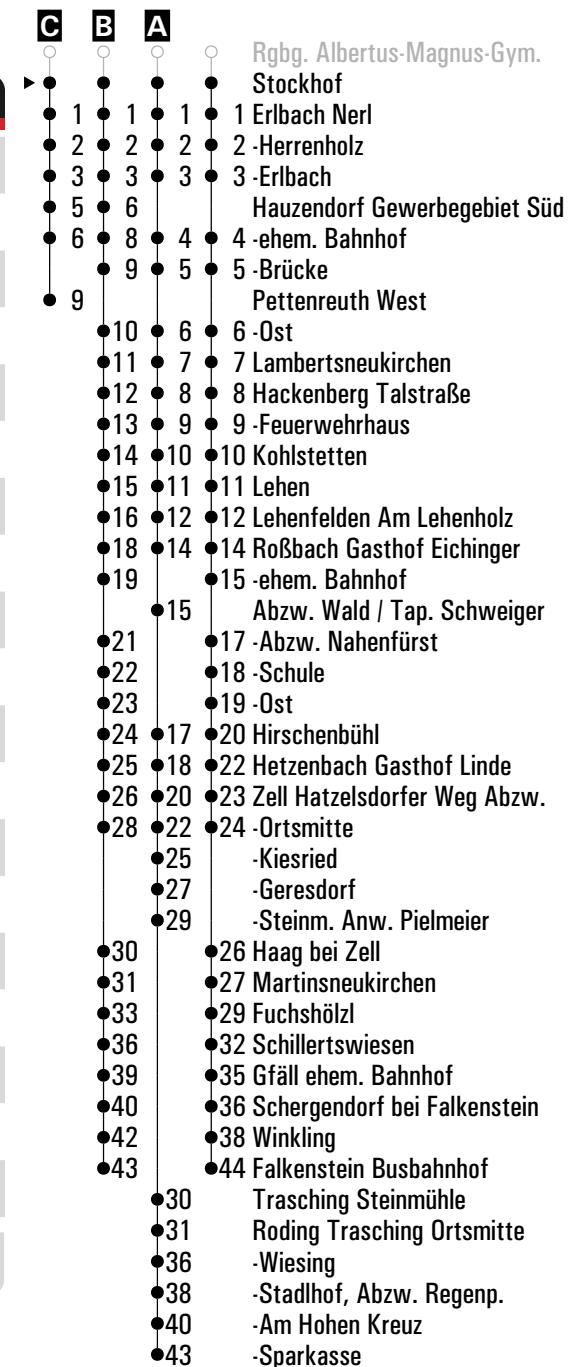 C B A
Rgbg. Albertus-Magnus-Gym.
Stockhof
1 1 1 1 Erlbach Nerl
2 2 2 2 -Herrenholz
3 3 3 3 -Erlbach
5 6 Hauzendorf Gewerbegebiet Süd
6 8 4 4 -ehem. Bahnhof
9 5 5 -Brücke
9 Pettenreuth West
10 6 6 -Ost
11 7 7 Lambertsneukirchen
12 8 8 Hackenberg Talstraße
13 9 9 -Feuerwehrhaus
14 10 10 Kohlstetten
15 11 11 Lehen
16 12 12 Lehenfelden Am Lehenholz
18 14 14 Roßbach Gasthof Eichinger
19 15 -ehem. Bahnhof
15 Abzw. Wald / Tap. Schweiger
21 17 -Abzw. Nahenfürst
22 18 -Schule
23 19 -Ost
24 17 20 Hirschenbühl
25 18 22 Hetzenbach Gasthof Linde
26 20 23 Zell Hatzelsdorfer Weg Abzw.
28 22 24 -Ortsmitte
25 -Kiesried
27 -Geresdorf
29 -Steinm. Anw. Pielmeier
30 26 Haag bei Zell
31 27 Martinsneukirchen
33 29 Fuchshölzl
36 32 Schillertswiesen
39 35 Gfäll ehem. Bahnhof
40 36 Schergendorf bei Falkenstein
42 38 Winkling
43 44 Falkenstein Busbahnhof
30 Trasching Steinmühle
31 Roding Trasching Ortsmitte
36 -Wiesing
38 -Stadlhof, Abzw. Regenp.
40 -Am Hohen Kreuz
43 -Sparkasse